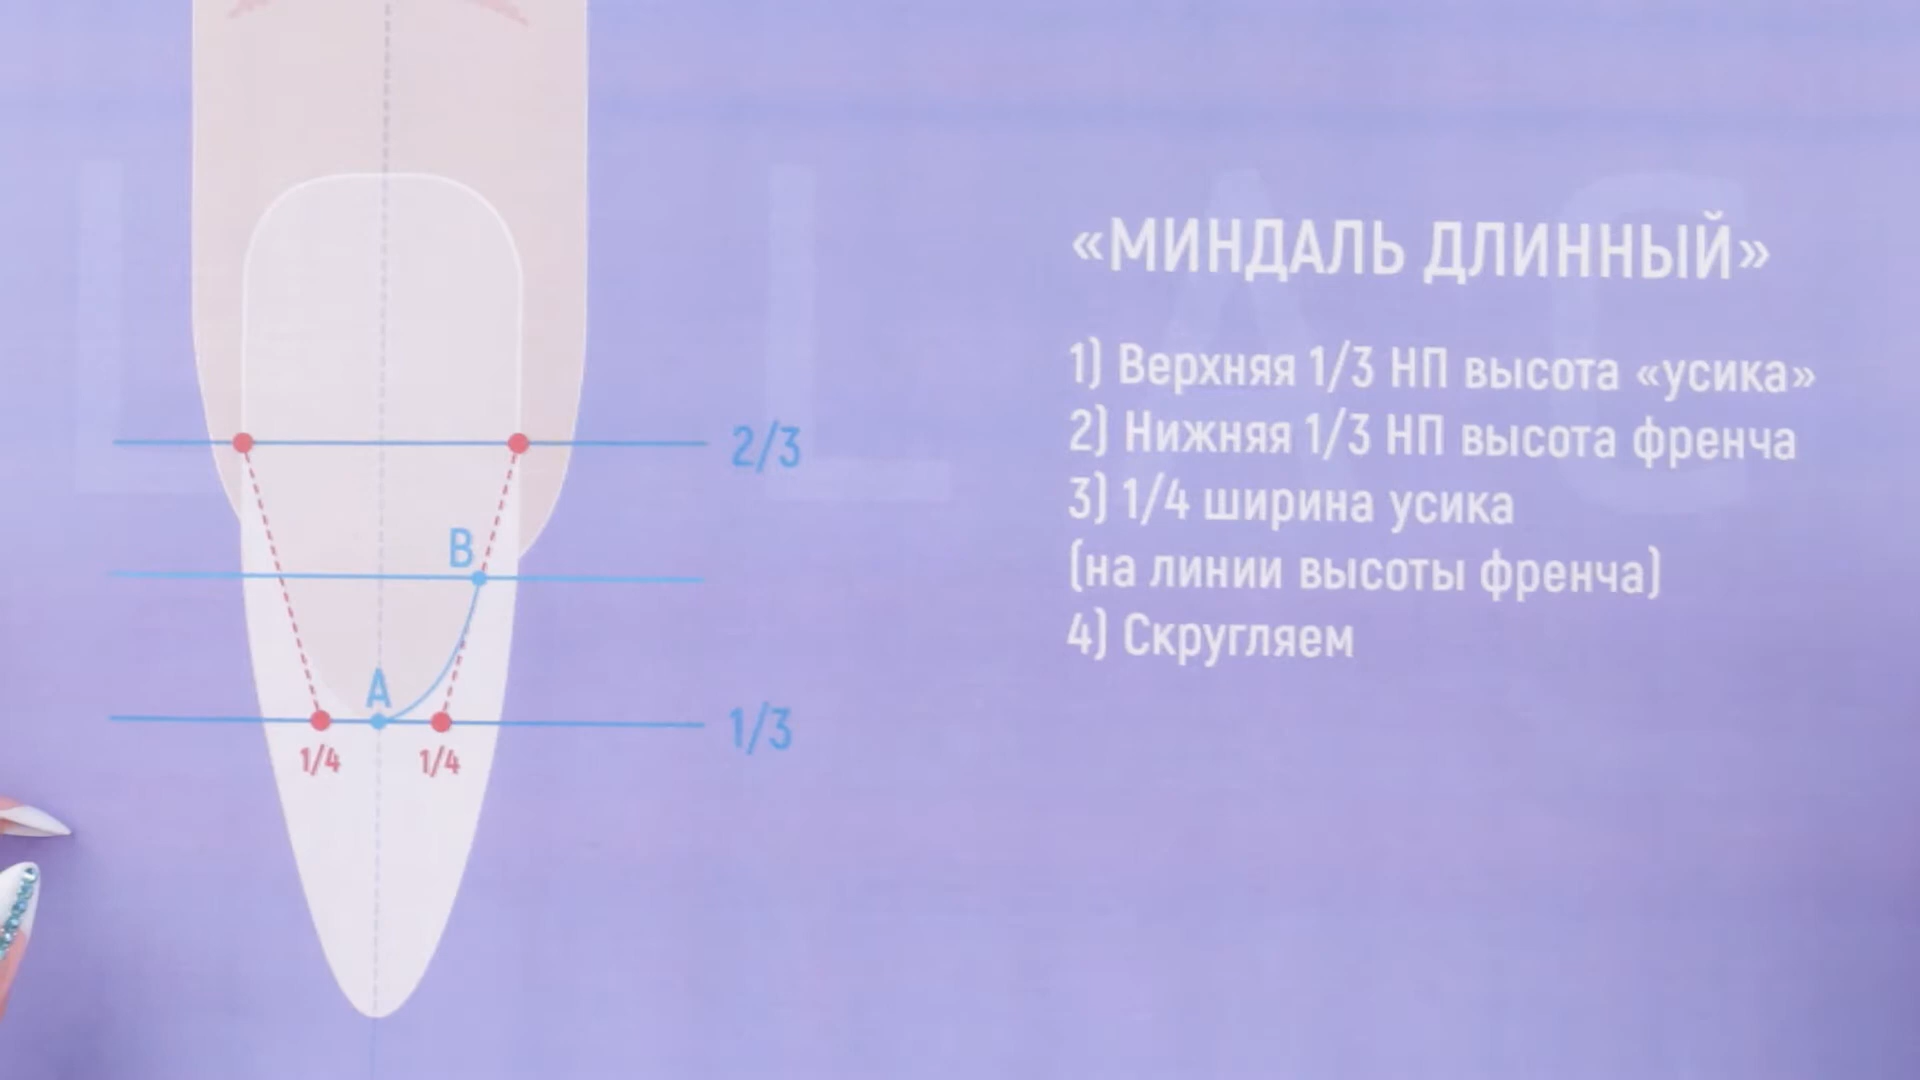 «МИНДАЛЬ ДЛИННЫЙ»
1) Верхняя 1/3 НП высота «усика»
2) Нижняя 1/3 НП высота френча
3) 1/4 ширина усика
(на линии высоты френча)
4) Скругляем
2/3
B
A
1/3
1/4 1/4
L L A C